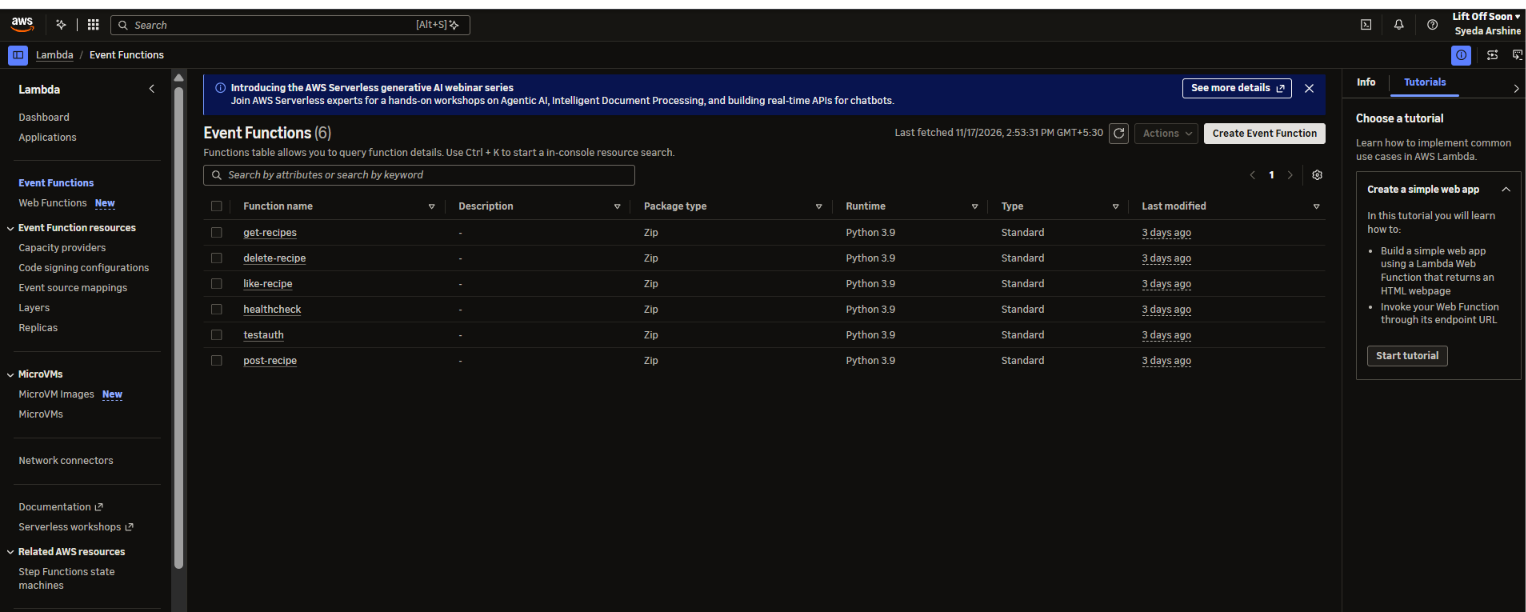 aws
Search [Alt+S]
Lift Off Soon ▾
Syeda Arshine
Lambda / Event Functions
Lambda
Dashboard
Applications
Event Functions
Web Functions New
Event Function resources
Capacity providers
Code signing configurations
Event source mappings
Layers
Replicas
MicroVMs
MicroVM Images New
MicroVMs
Network connectors
Documentation
Serverless workshops
Related AWS resources
Step Functions state
machines
Introducing the AWS Serverless generative AI webinar series
Join AWS Serverless experts for a hands-on workshops on Agentic AI, Intelligent Document Processing, and building real-time APIs for chatbots.
See more details
Event Functions (6)
Last fetched 11/17/2026, 2:53:31 PM GMT+5:30
Actions
Create Event Function
Functions table allows you to query function details. Use Ctrl + K to start a in-console resource search.
Search by attributes or search by keyword
1
Function name Description Package type Runtime Type Last modified
get-recipes - Zip Python 3.9 Standard 3 days ago
delete-recipe - Zip Python 3.9 Standard 3 days ago
like-recipe - Zip Python 3.9 Standard 3 days ago
healthcheck - Zip Python 3.9 Standard 3 days ago
testauth - Zip Python 3.9 Standard 3 days ago
post-recipe - Zip Python 3.9 Standard 3 days ago
Info Tutorials
Choose a tutorial
Learn how to implement common
use cases in AWS Lambda.
Create a simple web app
In this tutorial you will learn
how to:
• Build a simple web app
using a Lambda Web
Function that returns an
HTML webpage
• Invoke your Web Function
through its endpoint URL
Start tutorial